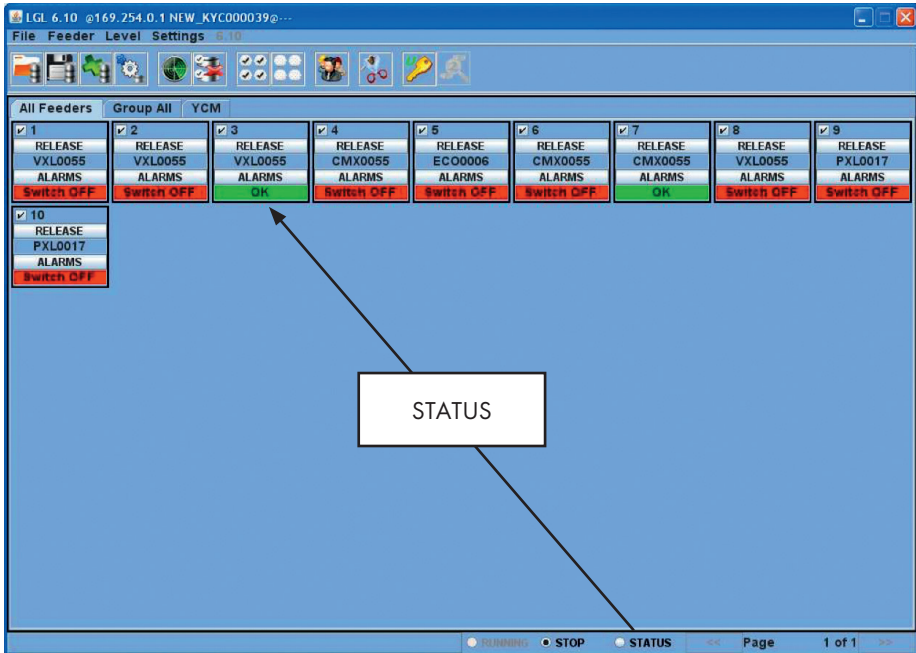 LGL 6.10 @169.254.0.1 NEW_KYC000039@---
File Feeder Level Settings 6.10
All Feeders Group All YCM
1 2 3 4 5 6 7 8 9
RELEASE RELEASE RELEASE RELEASE RELEASE RELEASE RELEASE RELEASE RELEASE
VXL0055 VXL0055 VXL0055 CMX0055 ECO0006 CMX0055 CMX0055 VXL0055 PXL0017
ALARMS ALARMS ALARMS ALARMS ALARMS ALARMS ALARMS ALARMS ALARMS
Switch OFF Switch OFF OK Switch OFF Switch OFF Switch OFF OK Switch OFF Switch OFF
10
RELEASE
PXL0017
ALARMS
Switch OFF
STATUS
RUNNING STOP STATUS << Page 1 of 1 >>